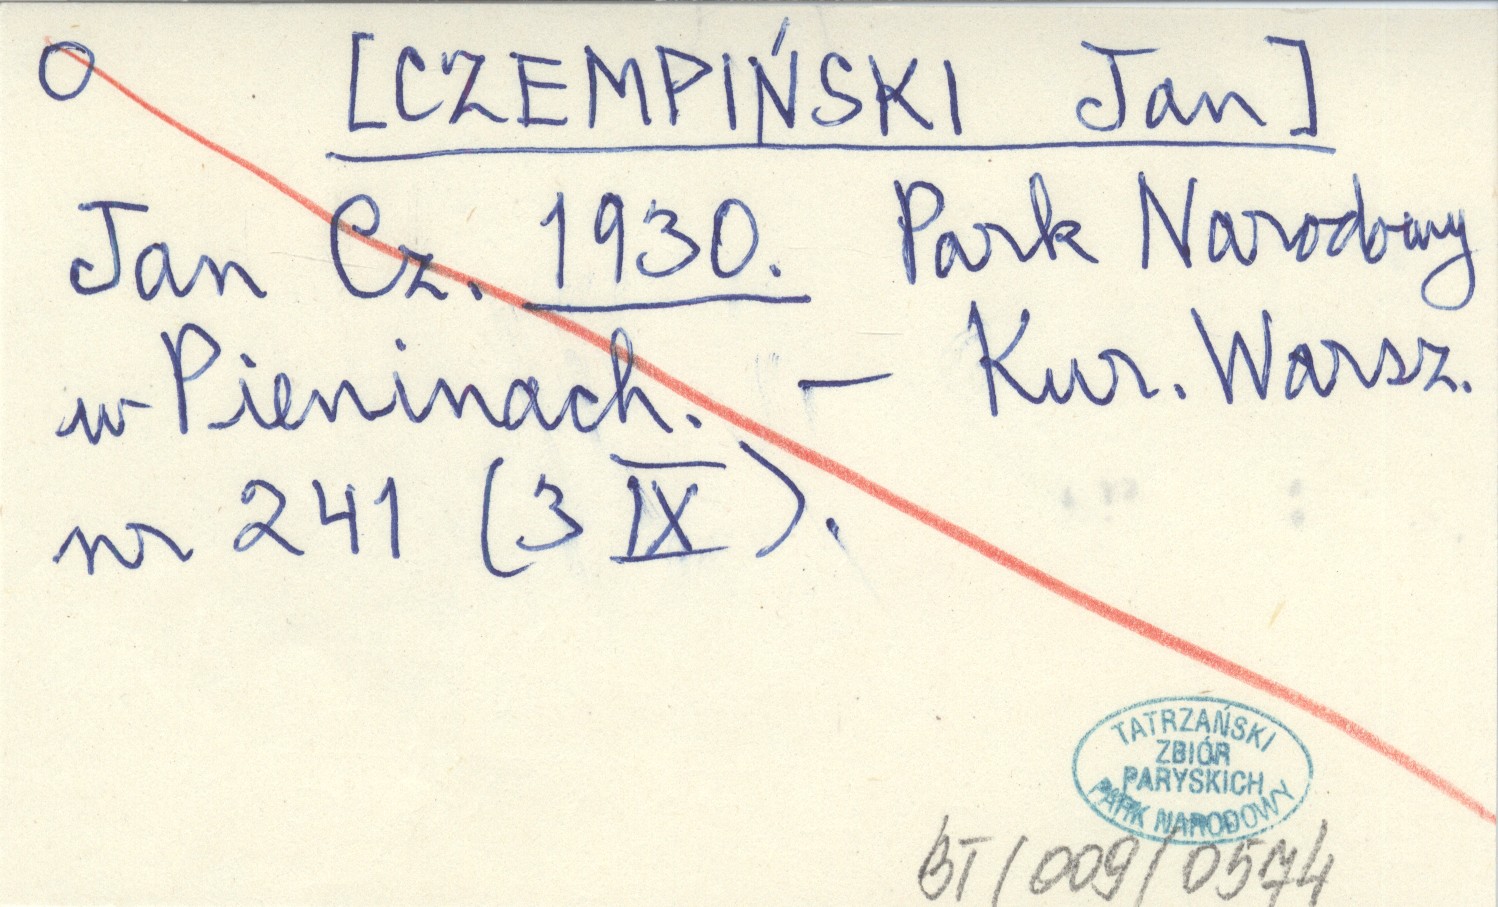 O [CZEMPIŃSKI Jan]
Jan Cz. 1930. Park Narodowy
w Pieninach. — Kur. Warsz.
nr 241 (3 IX).
TATRZAŃSKI
ZBIÓR
PARYSKICH
PARK NARODOWY
BT/009/0574